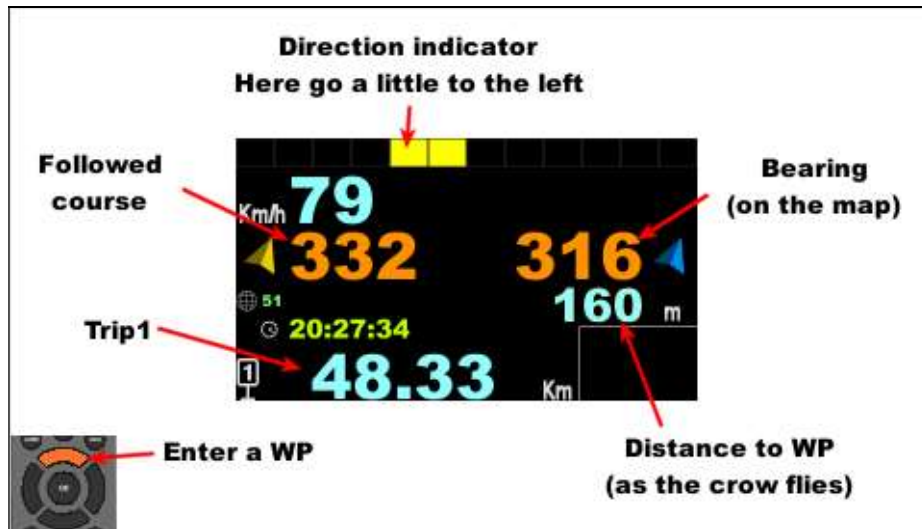 Direction indicator
Here go a little to the left
Followed
course
Bearing
(on the map)
Km/h 79
332 316
51 160 m
20:27:34
Trip1
1 48.33 Km
Enter a WP
Distance to WP
(as the crow flies)